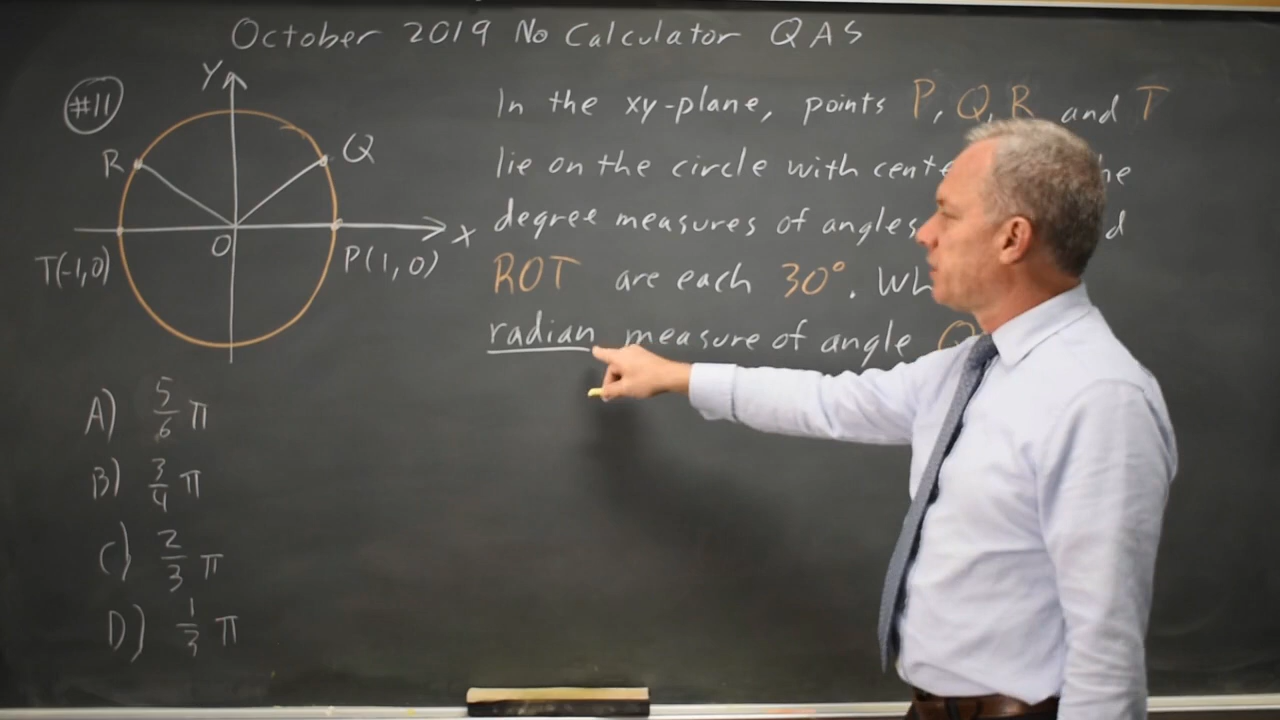 October 2019 No Calculator QAS
#11
Y
R
Q
O
X
T(-1,0)
P(1,0)
In the xy-plane, points P, Q, R and T
lie on the circle with
degree measures of angles
ROT are each 30°.
radian measure of angle
A) 5/6 π
B) 3/4 π
C) 2/3 π
D) 1/3 π